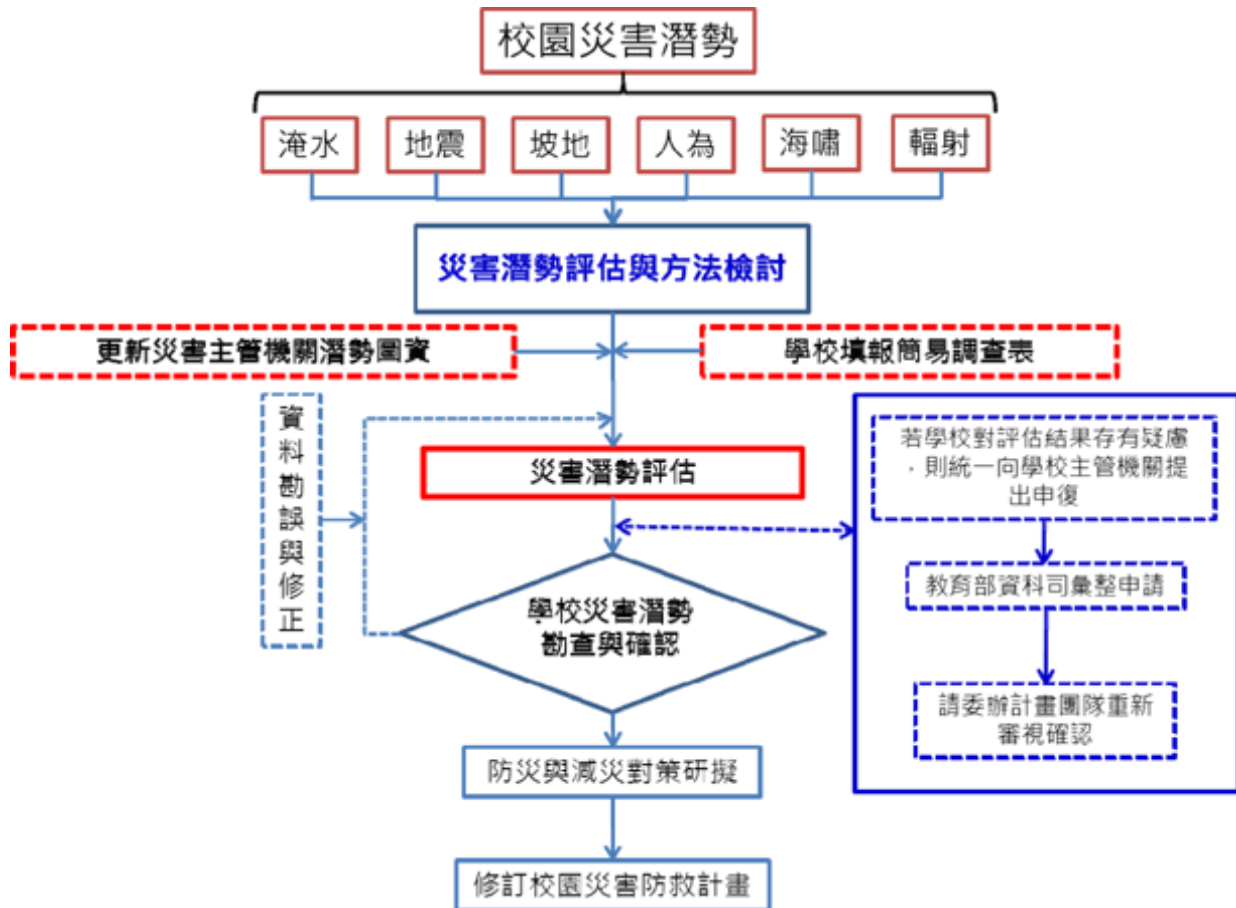 校園災害潛勢
淹水
地震
坡地
人為
海嘯
輻射
災害潛勢評估與方法檢討
更新災害主管機關潛勢圖資
學校填報簡易調查表
資
料
勘
誤
與
修
正
災害潛勢評估
若學校對評估結果存有疑慮
，則統一向學校主管機關提
出申復
教育部資科司彙整申請
學校災害潛勢
勘查與確認
請委辦計畫團隊重新
審視確認
防災與減災對策研擬
修訂校園災害防救計畫